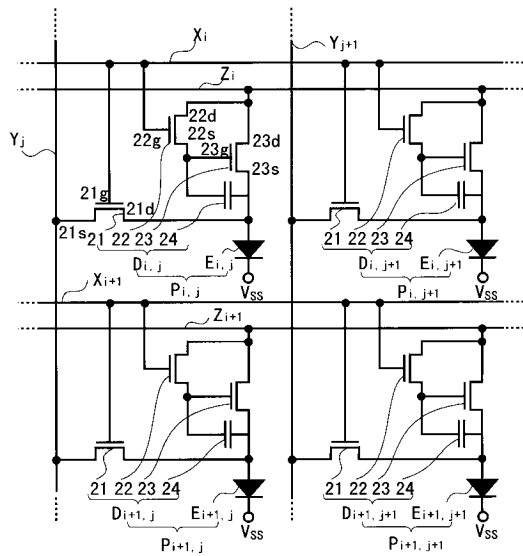 Xi Yj+1
Zi
Yj
22d
22g 22s 23d
23g
23s
21g
21d
21s 21 22 23 24 21 22 23 24
Di,j Ei,j Di,j+1 Ei,j+1
Pi,j VSS Pi,j+1 VSS
Xi+1
Zi+1
21 22 23 24 21 22 23 24
Di+1,j Ei+1,j Di+1,j+1 Ei+1,j+1
Pi+1,j VSS Pi+1,j+1 VSS